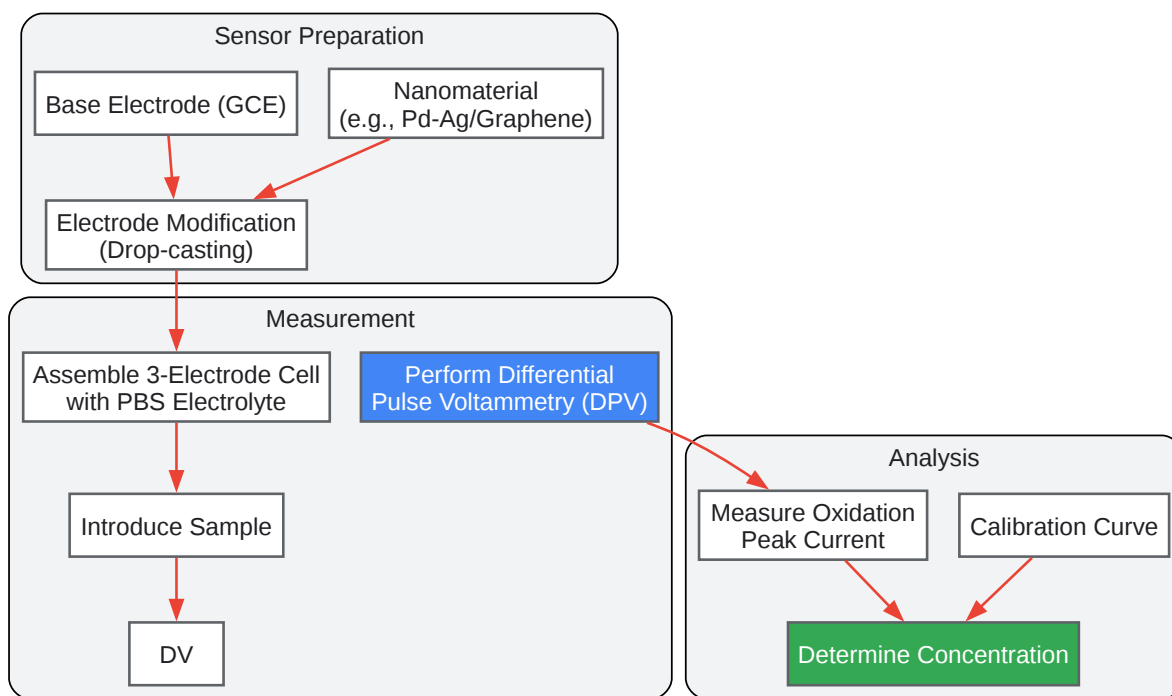 Sensor Preparation
Base Electrode (GCE)
Nanomaterial
(e.g., Pd-Ag/Graphene)
Electrode Modification
(Drop-casting)
Measurement
Assemble 3-Electrode Cell
with PBS Electrolyte
Perform Differential
Pulse Voltammetry (DPV)
Introduce Sample
DV
Analysis
Measure Oxidation
Peak Current
Calibration Curve
Determine Concentration